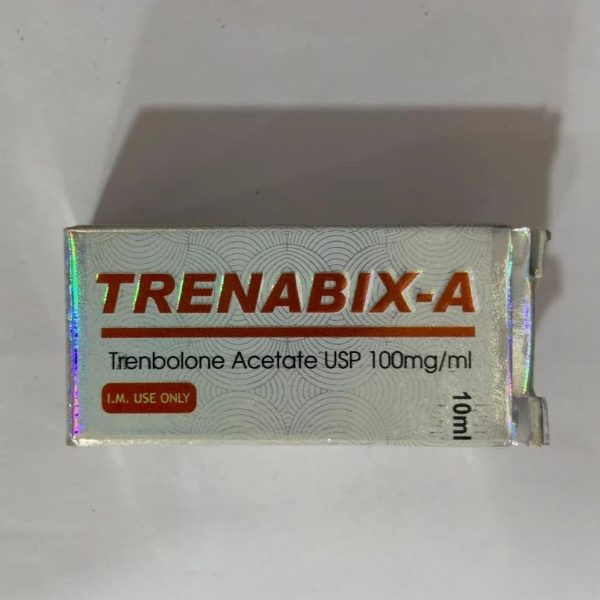 TRENABIX-A
Trenbolone Acetate USP 100mg/ml
I.M. USE ONLY
10ml